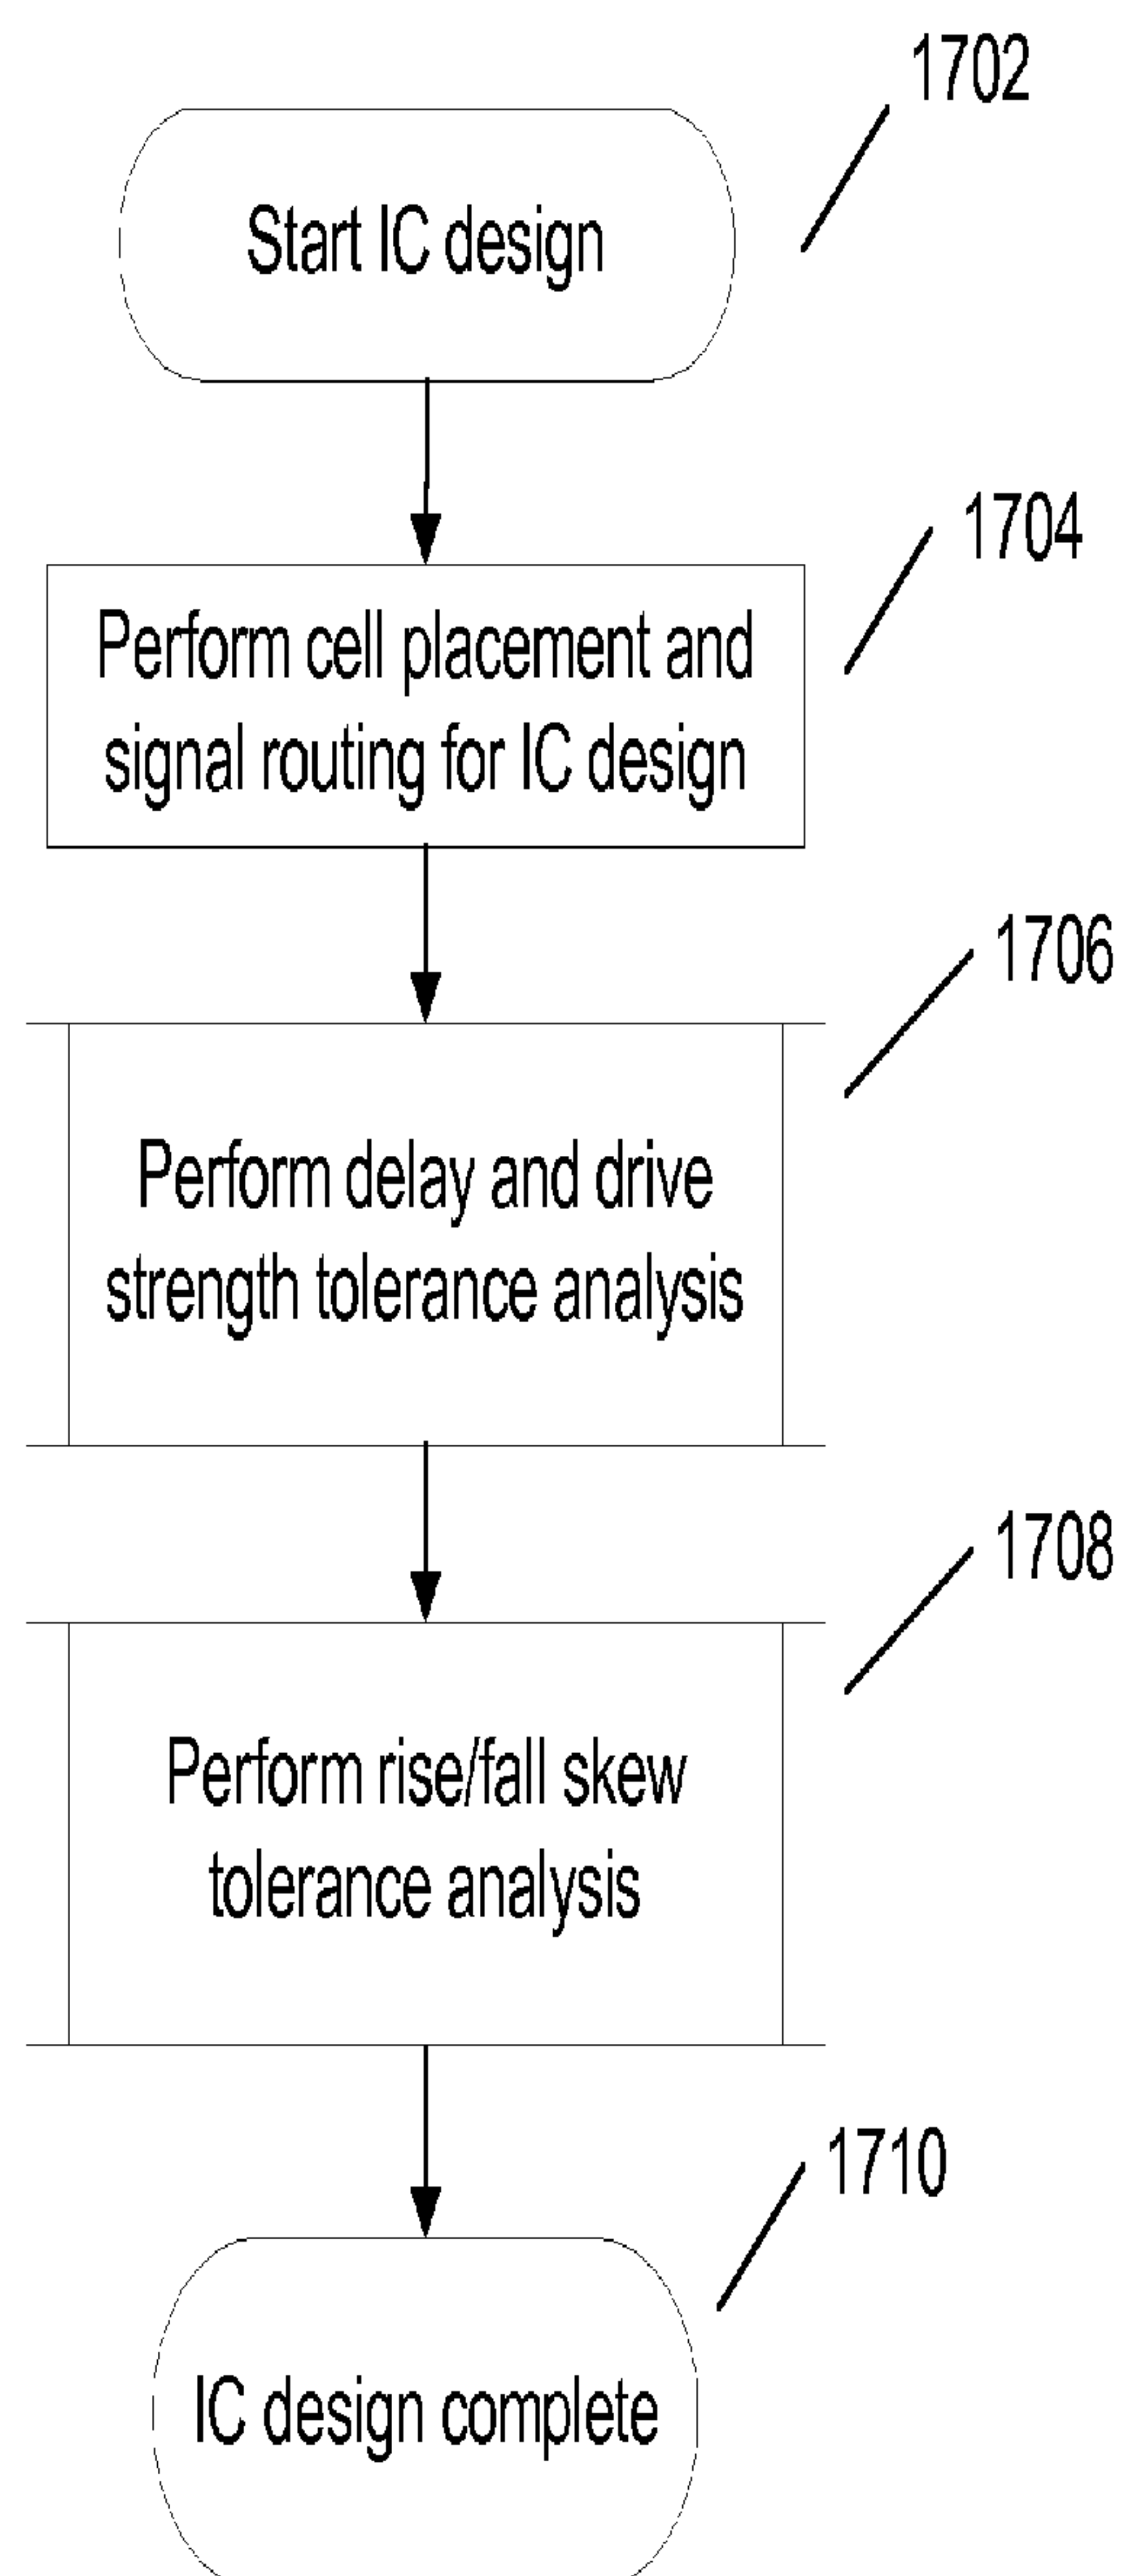 1702
Start IC design
1704
Perform cell placement and
signal routing for IC design
1706
Perform delay and drive
strength tolerance analysis
1708
Perform rise/fall skew
tolerance analysis
1710
IC design complete